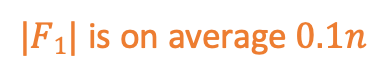 |F₁| is on average 0.1n